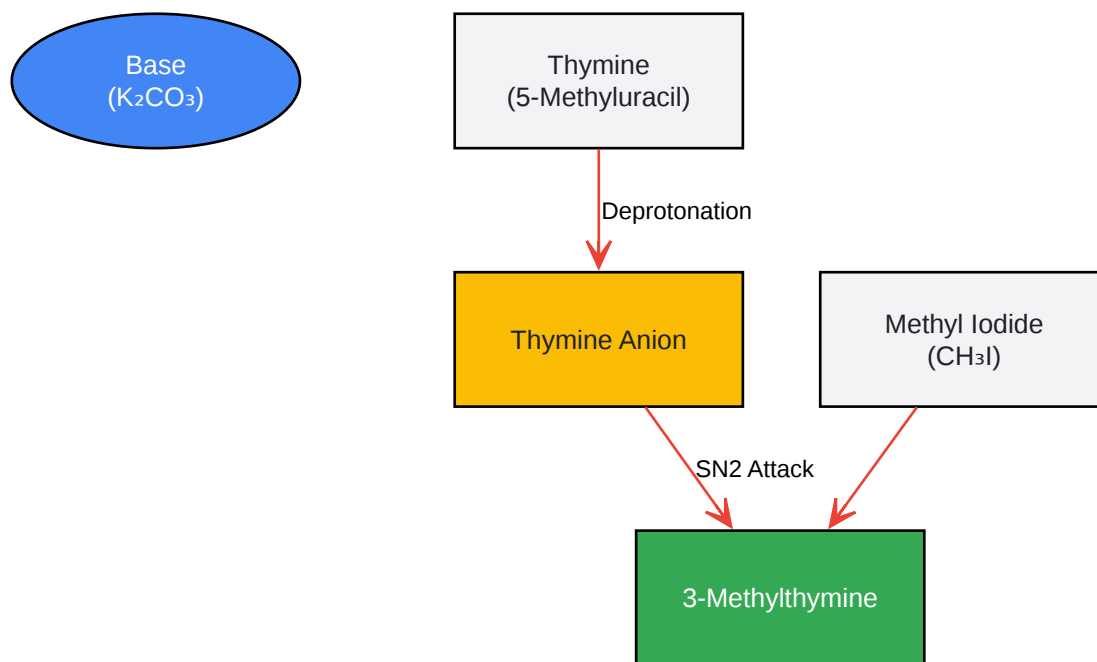 Base
(K₂CO₃)
Thymine
(5-Methyluracil)
Deprotonation
Thymine Anion
Methyl Iodide
(CH₃I)
SN2 Attack
3-Methylthymine